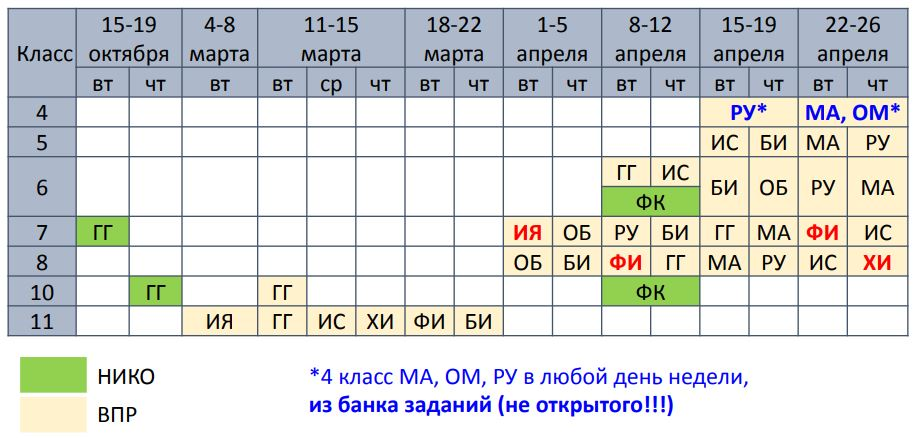 Класс 15-19 октября 4-8 марта 11-15 марта 18-22 марта 1-5 апреля 8-12 апреля 15-19 апреля 22-26 апреля
вт чт вт вт ср чт вт чт вт чт вт чт вт чт вт чт
4 РУ* МА, ОМ*
5 ИС БИ МА РУ
6 ГГ ИС БИ ОБ РУ МА
ФК
7 ГГ ИЯ ОБ РУ БИ ГГ МА ФИ ИС
8 ОБ БИ ФИ ГГ МА РУ ИС ХИ
10 ГГ ГГ ФК
11 ИЯ ГГ ИС ХИ ФИ БИ
НИКО
ВПР
*4 класс МА, ОМ, РУ в любой день недели,
из банка заданий (не открытого!!!)